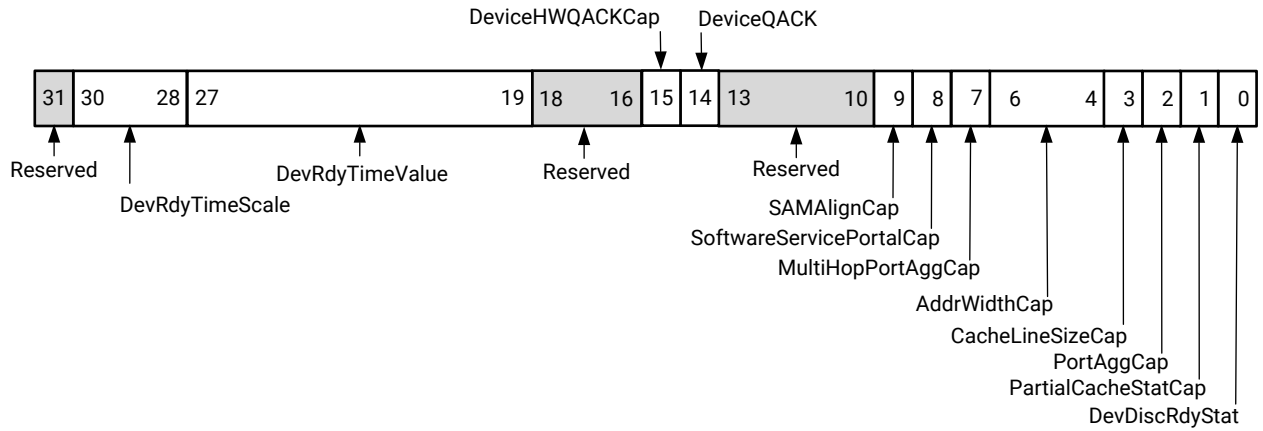 DeviceHWQACKCap DeviceQACK
31 30 28 27 19 18 16 15 14 13 10 9 8 7 6 4 3 2 1 0
Reserved DevRdyTimeValue Reserved Reserved
DevRdyTimeScale
SAMAlignCap
SoftwareServicePortalCap
MultiHopPortAggCap
AddrWidthCap
CacheLineSizeCap
PortAggCap
PartialCacheStatCap
DevDiscRdyStat